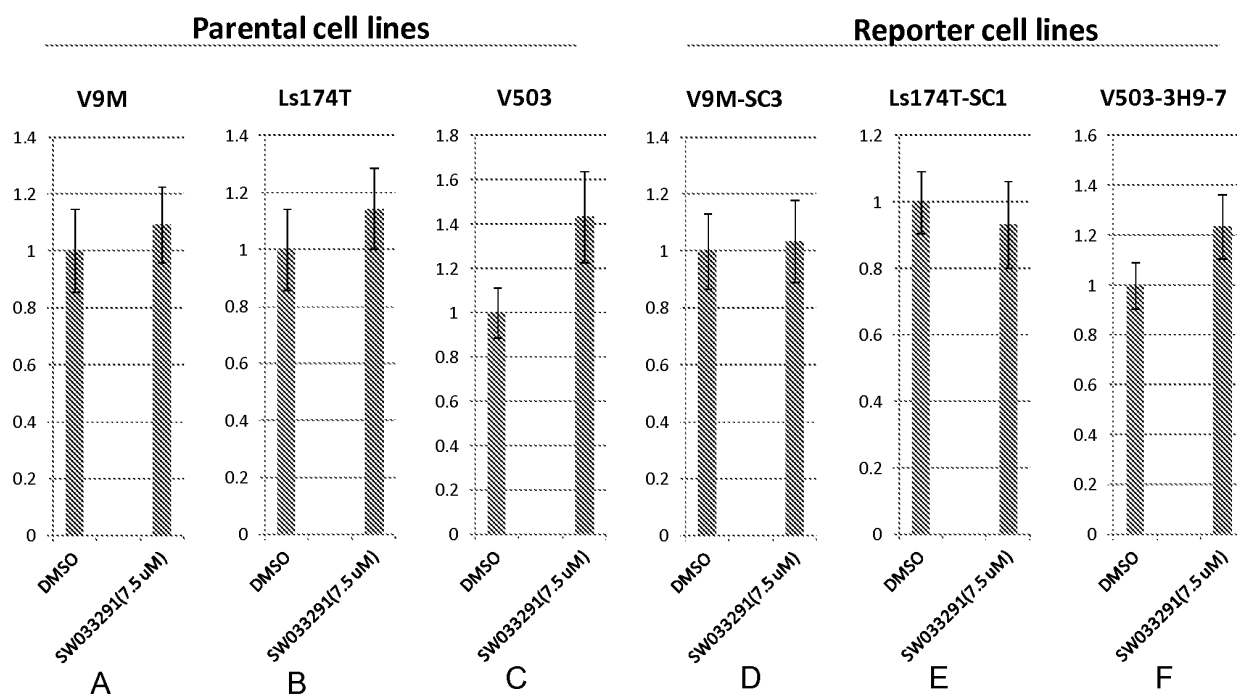 Parental cell lines
Reporter cell lines
V9M
Ls174T
V503
V9M-SC3
Ls174T-SC1
V503-3H9-7
1.4
1.2
1
0.8
0.6
0.4
0.2
0
DMSO
SW033291(7.5 uM)
A
1.4
1.2
1
0.8
0.6
0.4
0.2
0
DMSO
SW033291(7.5 uM)
B
1.8
1.6
1.4
1.2
1
0.8
0.6
0.4
0.2
0
DMSO
SW033291(7.5 uM)
C
1.4
1.2
1
0.8
0.6
0.4
0.2
0
DMSO
SW033291(7.5 uM)
D
1.2
1
0.8
0.6
0.4
0.2
0
DMSO
SW033291(7.5 uM)
E
1.6
1.4
1.2
1
0.8
0.6
0.4
0.2
0
DMSO
SW033291(7.5 uM)
F